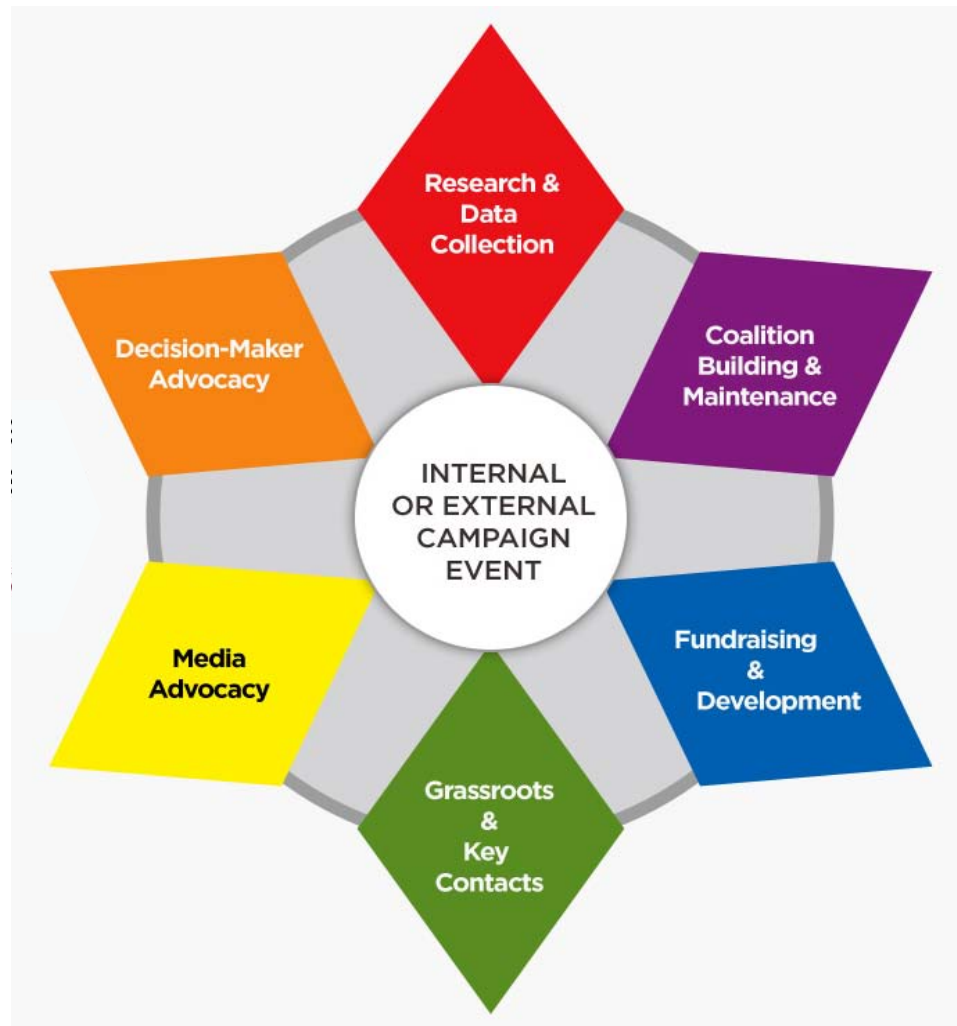 Research &
Data
Collection
Coalition
Building &
Maintenance
Fundraising
&
Development
Grassroots
&
Key
Contacts
Media
Advocacy
Decision-Maker
Advocacy
INTERNAL
OR EXTERNAL
CAMPAIGN
EVENT